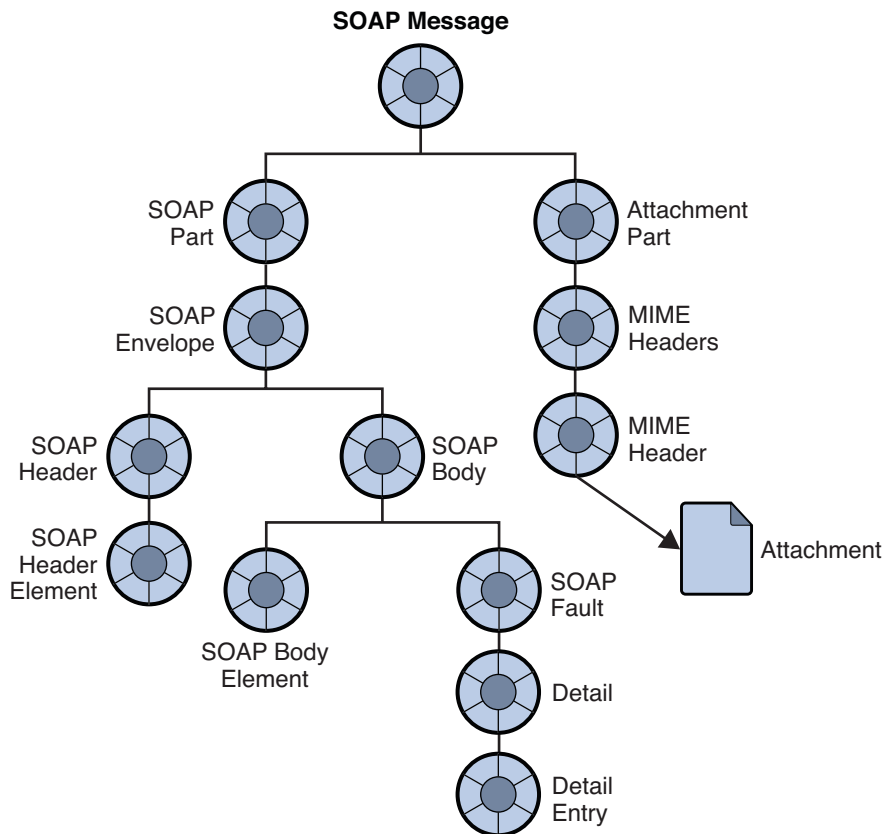 SOAP Message
SOAP
Part
Attachment
Part
SOAP
Envelope
MIME
Headers
SOAP
Header
SOAP
Body
MIME
Header
SOAP
Header
Element
SOAP Body
Element
SOAP
Fault
Attachment
Detail
Detail
Entry